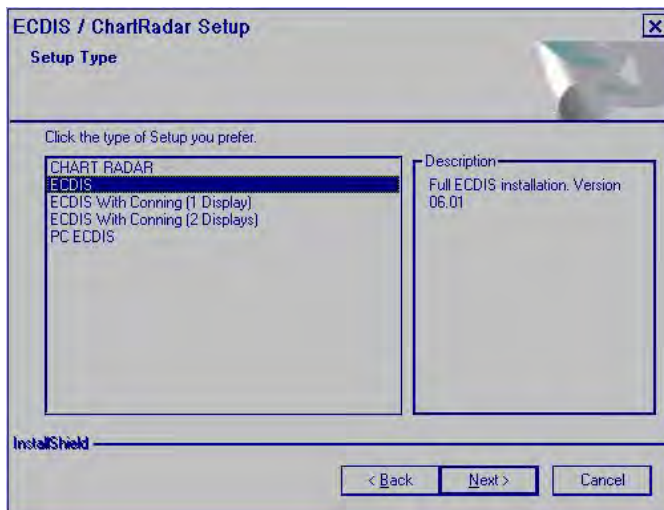 ECDIS / ChartRadar Setup
Setup Type
Click the type of Setup you prefer.
CHART RADAR
ECDIS
ECDIS With Conning (1 Display)
ECDIS With Conning (2 Displays)
PC ECDIS
Description
Full ECDIS installation. Version
06.01
InstallShield
< Back
Next >
Cancel